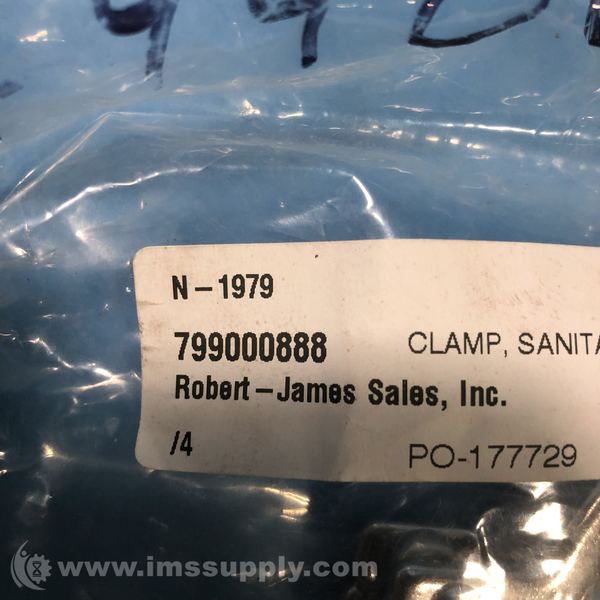 N-1979
799000888 CLAMP, SANITA
Robert-James Sales, Inc.
/4 PO-177729
www.imssupply.com